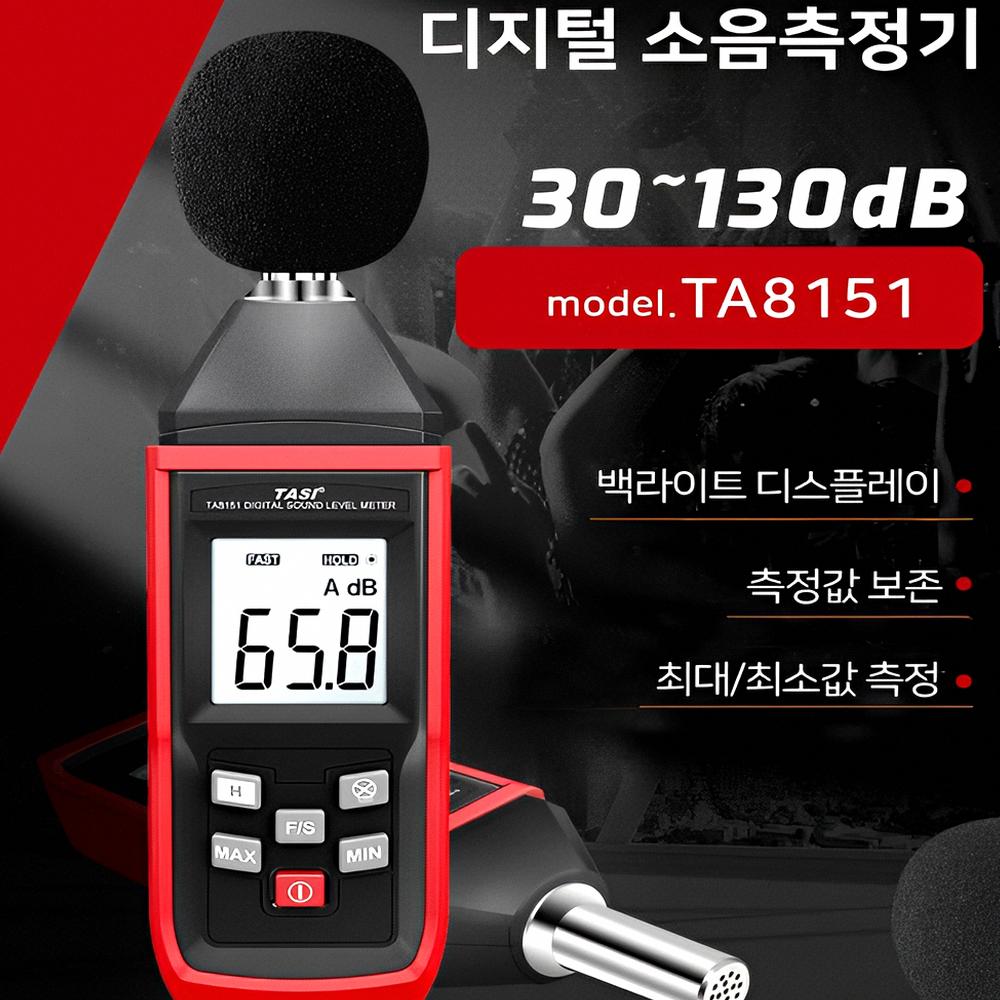 디지털 소음측정기
30~130dB
model.TA8151
백라이트 디스플레이
측정값 보존
최대/최소값 측정
TASI
TA8151 DIGITAL SOUND LEVEL METER
FAST HOLD
A dB
65.8
H
F/S
MAX MIN